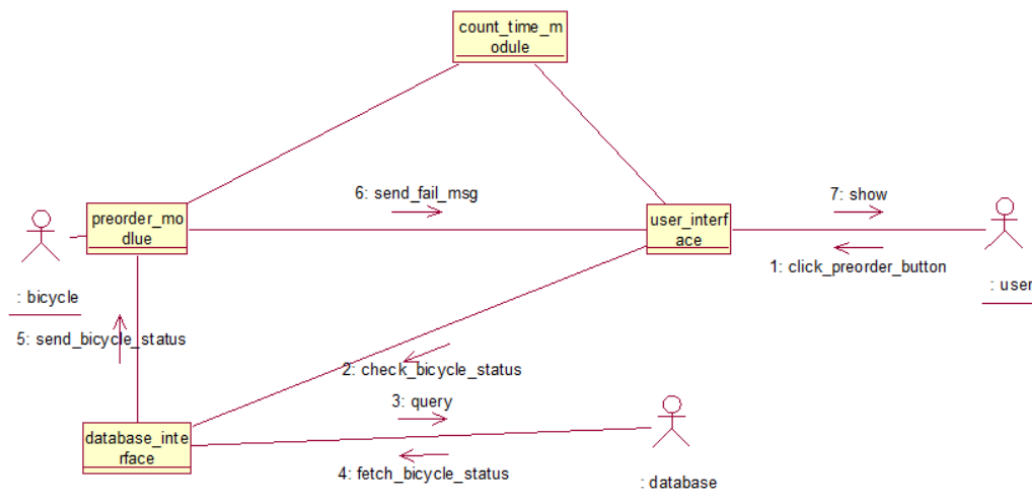 count_time_m
odule
6: send_fail_msg
7: show
preorder_mo
dlue
user_interf
ace
1: click_preorder_button
: bicycle
: user
5: send_bicycle_status
2: check_bicycle_status
3: query
database_inte
rface
4: fetch_bicycle_status
: database